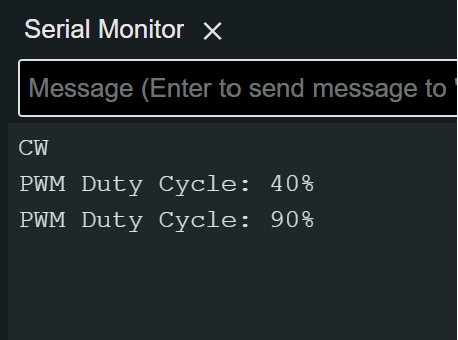 Serial Monitor
Message (Enter to send message to '
CW
PWM Duty Cycle: 40%
PWM Duty Cycle: 90%